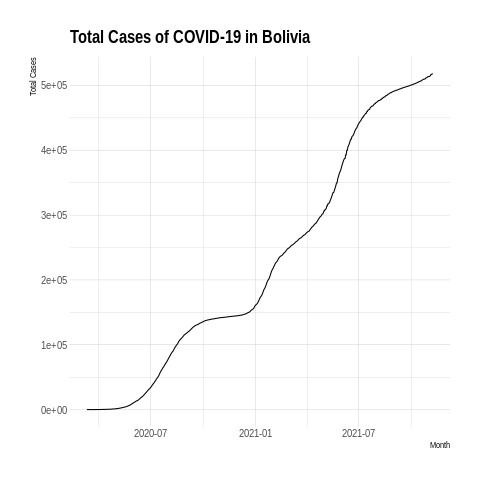 Total Cases of COVID-19 in Bolivia
Total Cases
5e+05
4e+05
3e+05
2e+05
1e+05
0e+00
2020-07
2021-01
2021-07
Month